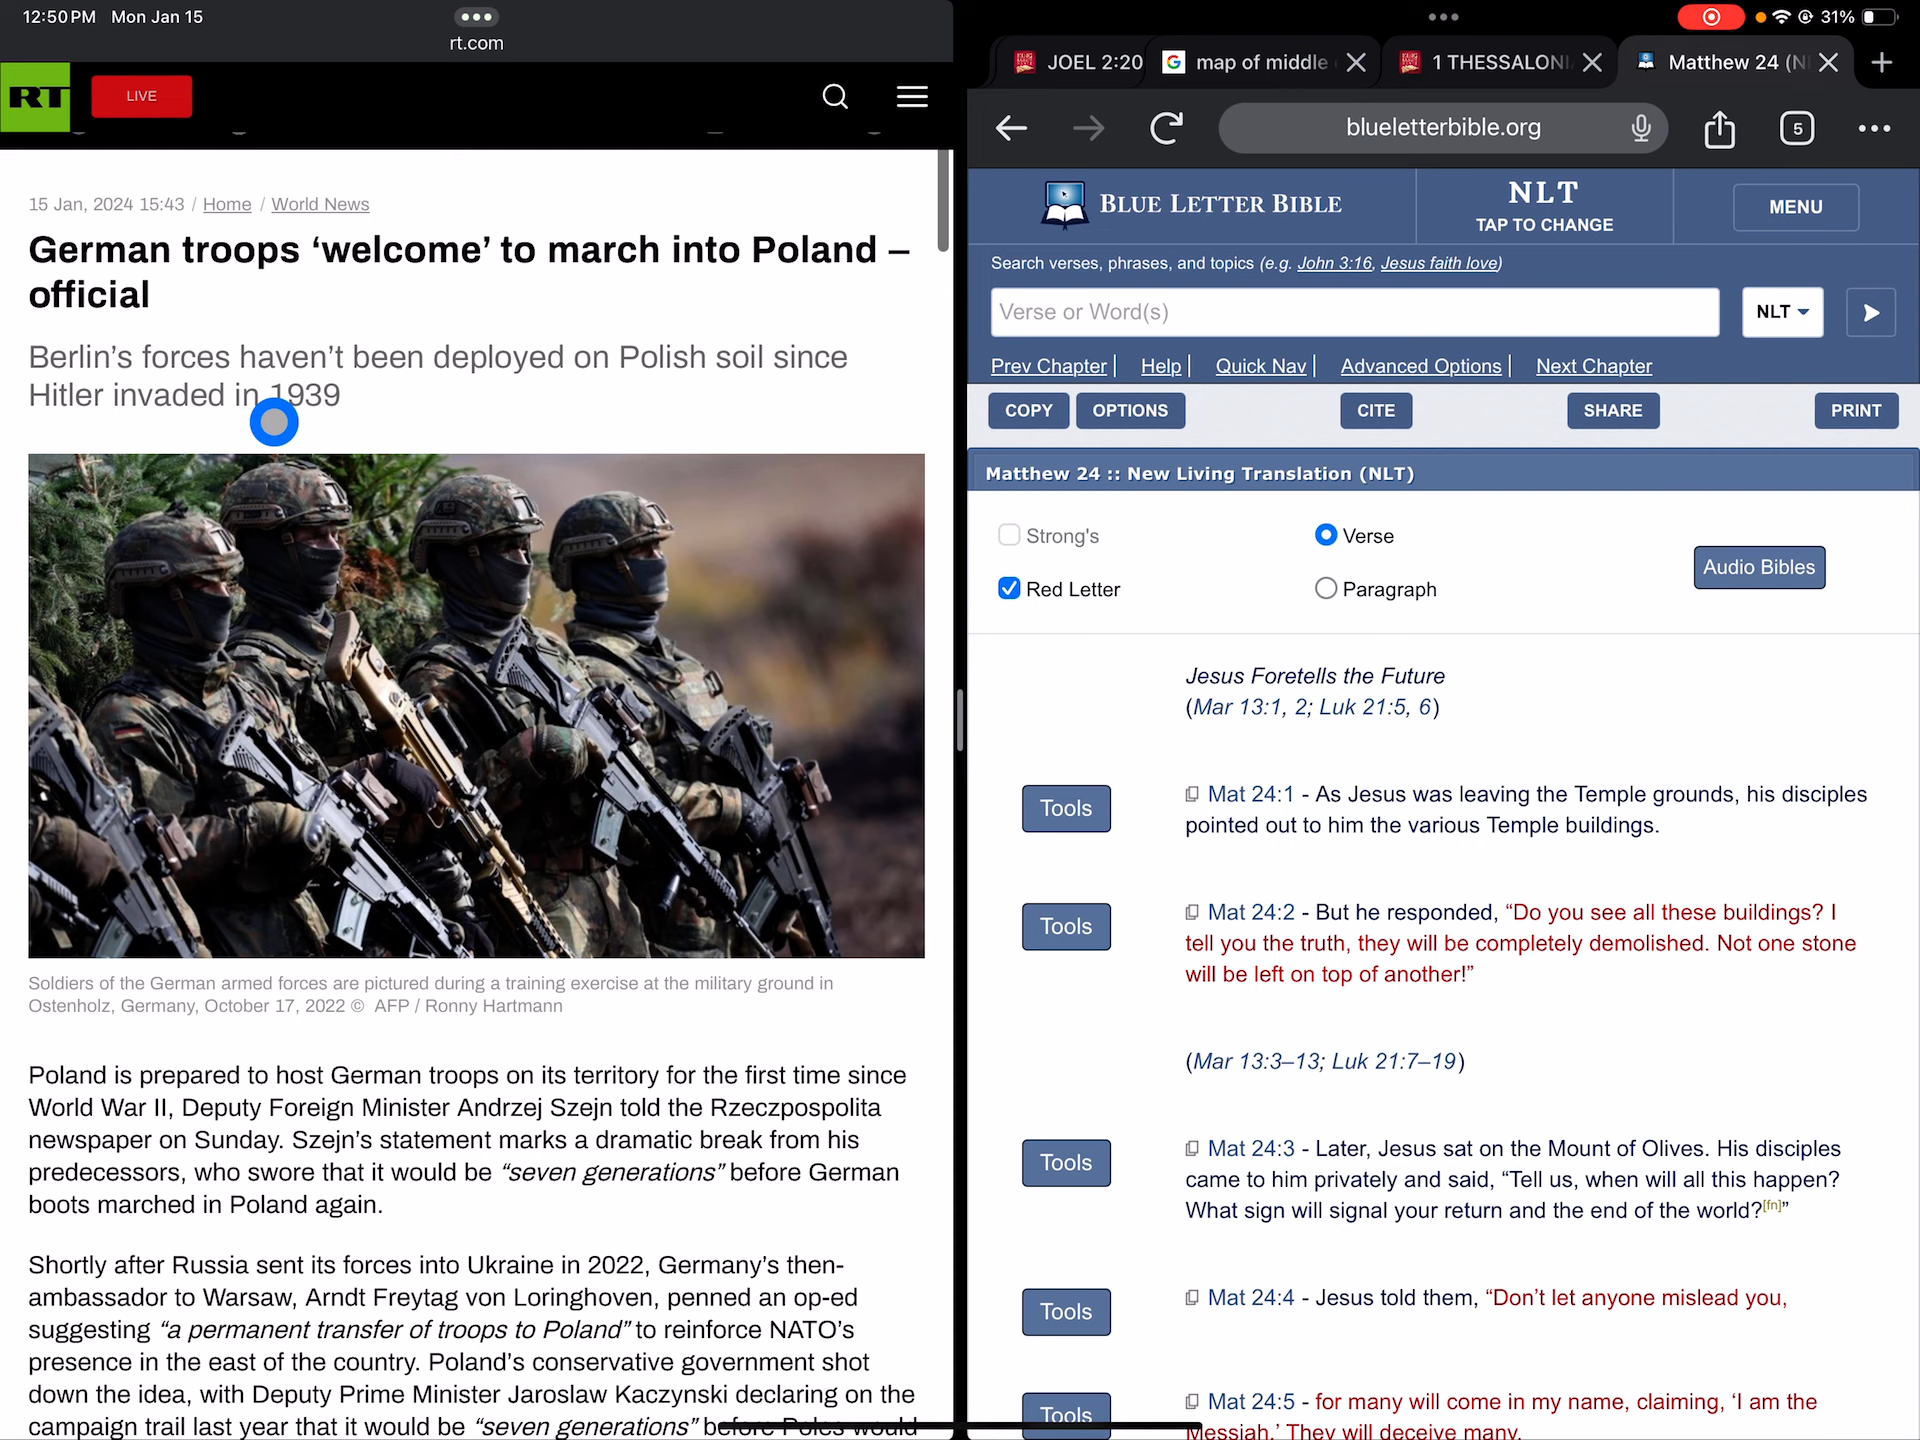 12:50 PM Mon Jan 15
rt.com
RT
LIVE
15 Jan, 2024 15:43 / Home / World News
German troops ‘welcome’ to march into Poland –
official
Berlin’s forces haven’t been deployed on Polish soil since
Hitler invaded in 1939
Soldiers of the German armed forces are pictured during a training exercise at the military ground in
Ostenholz, Germany, October 17, 2022 © AFP / Ronny Hartmann
Poland is prepared to host German troops on its territory for the first time since
World War II, Deputy Foreign Minister Andrzej Szejn told the Rzeczpospolita
newspaper on Sunday. Szejn’s statement marks a dramatic break from his
predecessors, who swore that it would be “seven generations” before German
boots marched in Poland again.
Shortly after Russia sent its forces into Ukraine in 2022, Germany’s then-
ambassador to Warsaw, Arndt Freytag von Loringhoven, penned an op-ed
suggesting “a permanent transfer of troops to Poland” to reinforce NATO’s
presence in the east of the country. Poland’s conservative government shot
down the idea, with Deputy Prime Minister Jaroslaw Kaczynski declaring on the
campaign trail last year that it would be “seven generations” before Poles would
31%
JOEL 2:20
map of middle
1 THESSALONI
Matthew 24 (N
blueletterbible.org
5
BLUE LETTER BIBLE
NLT
TAP TO CHANGE
MENU
Search verses, phrases, and topics (e.g. John 3:16, Jesus faith love)
Verse or Word(s)
NLT
Prev Chapter | Help | Quick Nav | Advanced Options | Next Chapter
COPY OPTIONS CITE SHARE PRINT
Matthew 24 :: New Living Translation (NLT)
Strong's
Verse
Audio Bibles
Red Letter
Paragraph
Jesus Foretells the Future
(Mar 13:1, 2; Luk 21:5, 6)
Tools
Mat 24:1 - As Jesus was leaving the Temple grounds, his disciples
pointed out to him the various Temple buildings.
Tools
Mat 24:2 - But he responded, “Do you see all these buildings? I
tell you the truth, they will be completely demolished. Not one stone
will be left on top of another!”
(Mar 13:3–13; Luk 21:7–19)
Tools
Mat 24:3 - Later, Jesus sat on the Mount of Olives. His disciples
came to him privately and said, “Tell us, when will all this happen?
What sign will signal your return and the end of the world?[fn]”
Tools
Mat 24:4 - Jesus told them, “Don’t let anyone mislead you,
Tools
Mat 24:5 - for many will come in my name, claiming, ‘I am the
Messiah.’ They will deceive many.